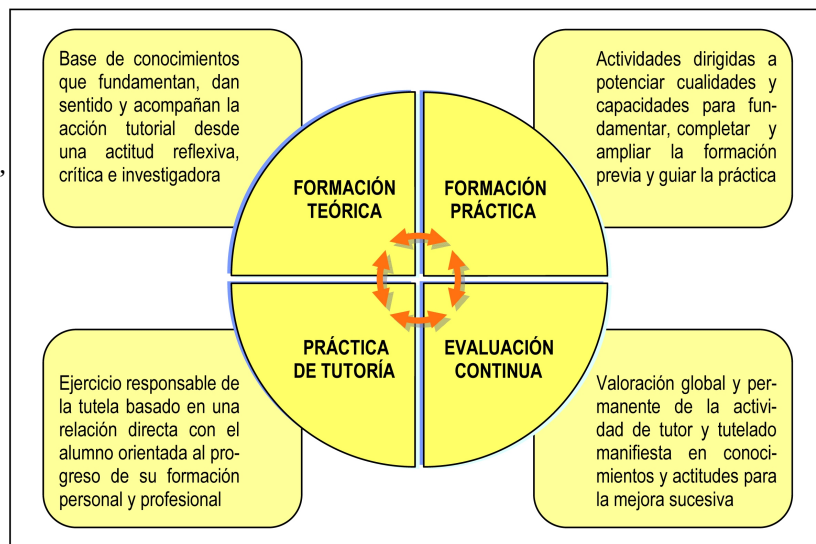 Base de conocimientos
que fundamentan, dan
sentido y acompañan la
acción tutorial desde
una actitud reflexiva,
crítica e investigadora
Actividades dirigidas a
potenciar cualidades y
capacidades para fun-
damentar, completar y
ampliar la formación
previa y guiar la práctica
,
FORMACIÓN
TEÓRICA
FORMACIÓN
PRÁCTICA
PRÁCTICA
DE TUTORÍA
EVALUACIÓN
CONTINUA
Ejercicio responsable de
la tutela basado en una
relación directa con el
alumno orientada al pro-
greso de su formación
personal y profesional
Valoración global y per-
manente de la activi-
dad de tutor y tutelado
manifiesta en conoci-
mientos y actitudes para
la mejora sucesiva